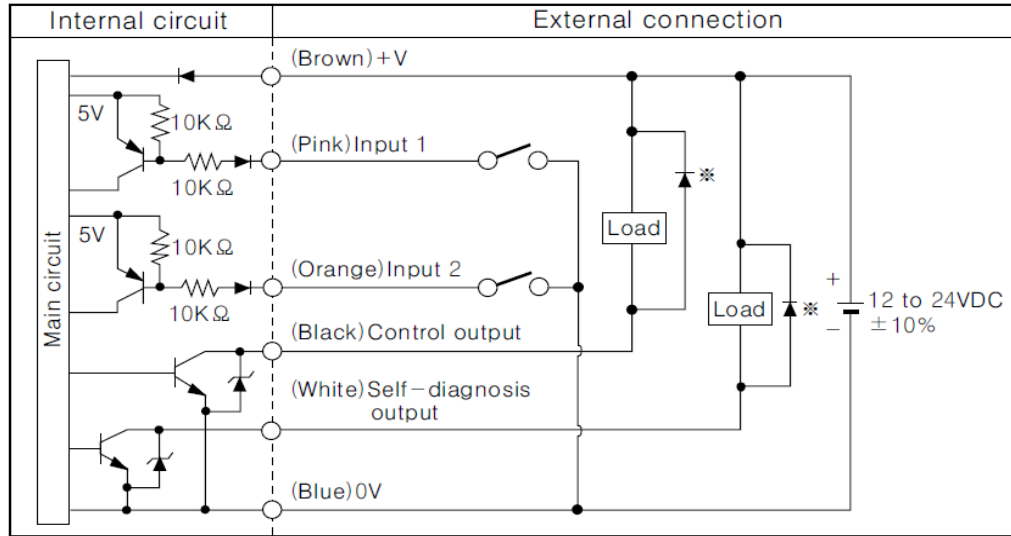 Internal circuit
External connection
(Brown)+V
5V
10KΩ
(Pink)Input 1
10KΩ
※
Load
5V
10KΩ
(Orange)Input 2
10KΩ
Main circuit
Load
※
+
12 to 24VDC
−
±10%
(Black)Control output
(White)Self−diagnosis
output
(Blue)0V